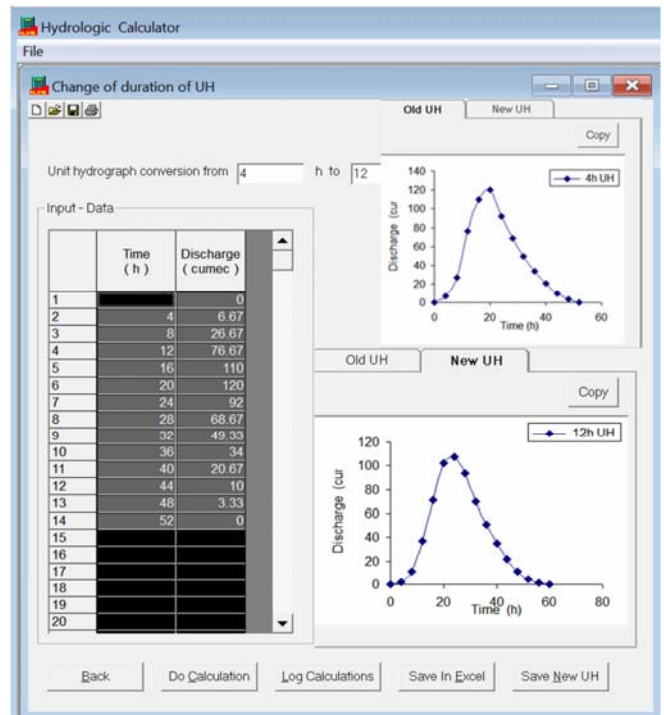 Hydrologic Calculator
File
Change of duration of UH
Old UH New UH
Copy
Unit hydrograph conversion from 4 h to 12
4h UH
140
120
100
80
60
40
20
0
Discharge (cur
0 20 40 60
Time (h)
Input - Data
Time ( h ) Discharge ( cumec )
1 0
2 4 6.67
3 8 26.67
4 12 76.67
5 16 110
6 20 120
7 24 92
8 28 68.67
9 32 49.33
10 36 34
11 40 20.67
12 44 10
13 48 3.33
14 52 0
15
16
17
18
19
20
Old UH New UH
Copy
12h UH
120
100
80
60
40
20
0
Discharge (cur
0 20 40 60 80
Time (h)
Back Do Calculation Log Calculations Save In Excel Save New UH